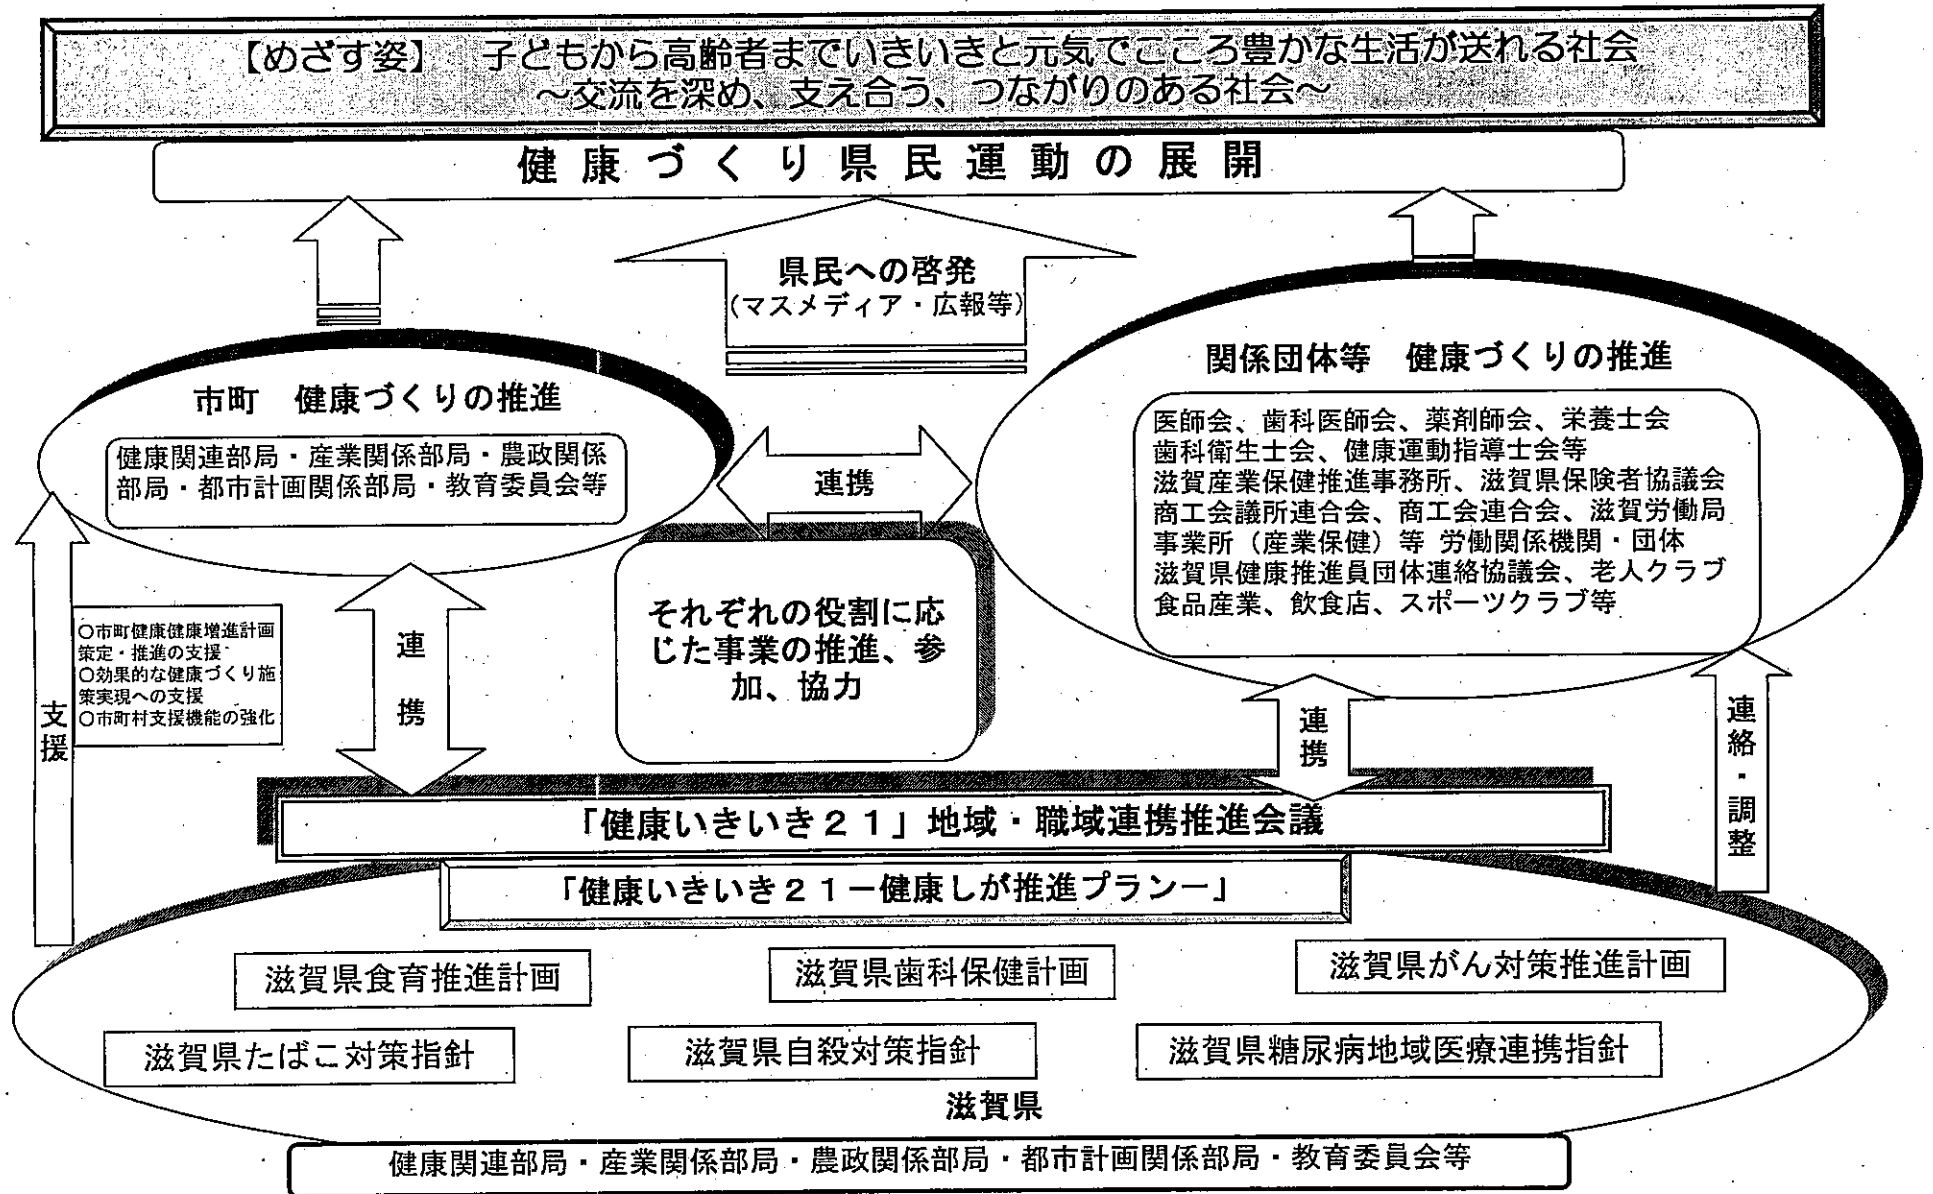 【めざす姿】 子どもから高齢者までいきいきと元気でこころ豊かな生活が送れる社会
～交流を深め、支え合う、つながりのある社会～
健康づくり県民運動の展開
県民への啓発
(マスメディア・広報等)
市町 健康づくりの推進
健康関連部局・産業関係部局・農政関係
部局・都市計画関係部局・教育委員会等
関係団体等 健康づくりの推進
医師会、歯科医師会、薬剤師会、栄養士会
歯科衛生士会、健康運動指導士会等
滋賀産業保健推進事務所、滋賀県保険者協議会
商工会議所連合会、商工会連合会、滋賀労働局
事業所（産業保健）等 労働関係機関・団体
滋賀県健康推進員団体連絡協議会、老人クラブ
食品産業、飲食店、スポーツクラブ等
連携
それぞれの役割に応
じた事業の推進、参
加、協力
支援
○市町健康健康増進計画
策定・推進の支援
○効果的な健康づくり施
策実現への支援
○市町村支援機能の強化
連携
連携
連絡・調整
「健康いきいき２１」地域・職域連携推進会議
「健康いきいき２１－健康しが推進プラン－」
滋賀県食育推進計画
滋賀県歯科保健計画
滋賀県がん対策推進計画
滋賀県たばこ対策指針
滋賀県自殺対策指針
滋賀県糖尿病地域医療連携指針
滋賀県
健康関連部局・産業関係部局・農政関係部局・都市計画関係部局・教育委員会等